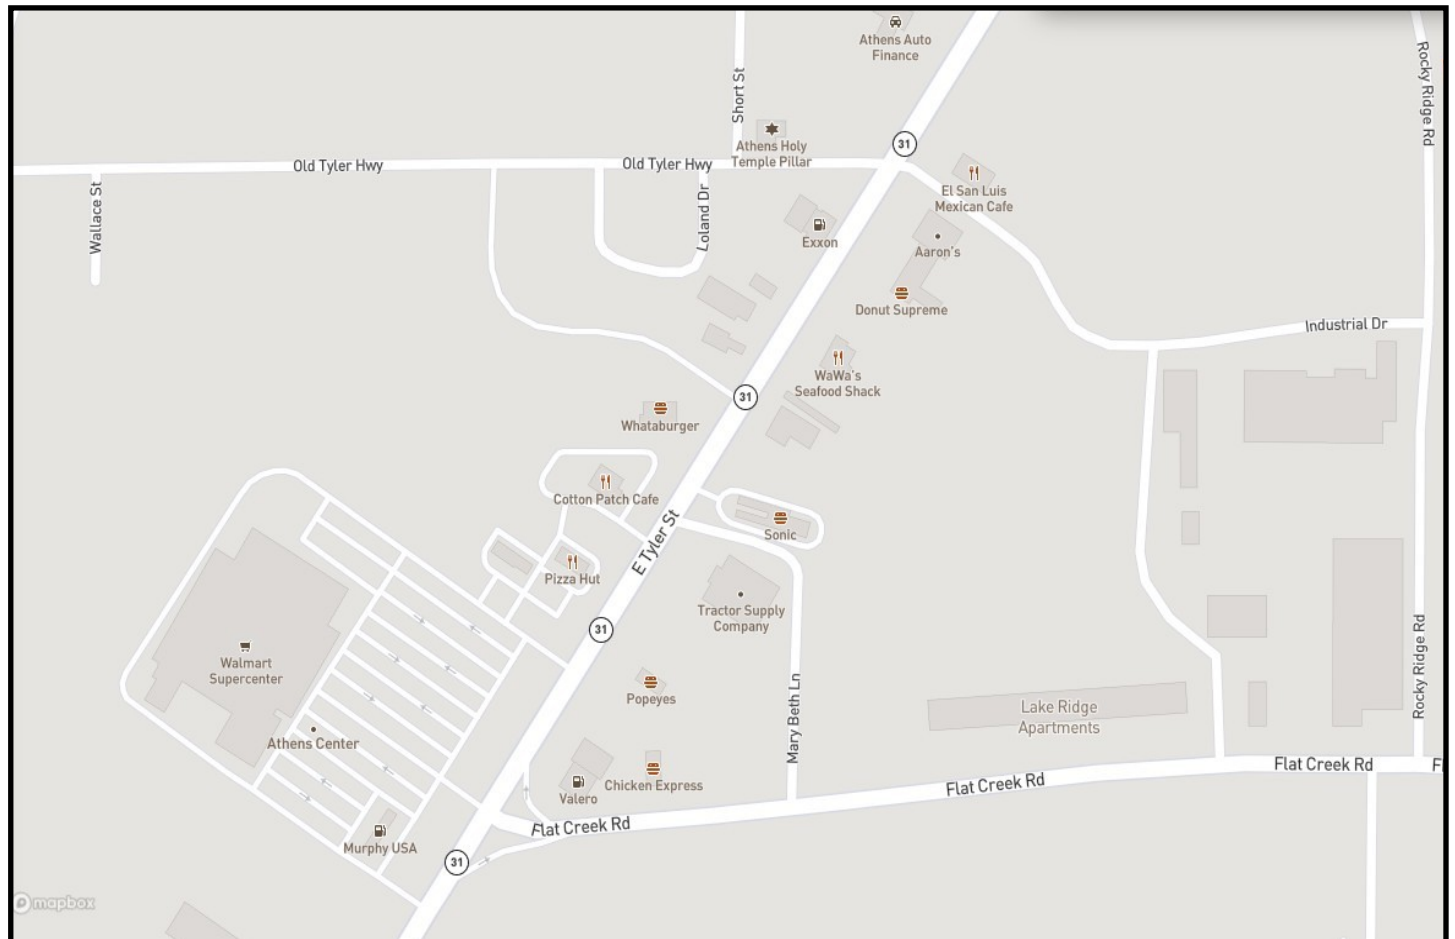 Athens Auto
Finance
Short St
Rocky Ridge Rd
Athens Holy
Temple Pillar
31
Old Tyler Hwy
Old Tyler Hwy
Wallace St
Loland Dr
El San Luis
Mexican Cafe
Exxon
Aaron's
Donut Supreme
Industrial Dr
WaWa's
Seafood Shack
31
Whataburger
Cotton Patch Cafe
E Tyler St
Sonic
Pizza Hut
Tractor Supply
Company
31
Walmart
Supercenter
Popeyes
Mary Beth Ln
Rocky Ridge Rd
Lake Ridge
Apartments
Athens Center
Valero
Chicken Express
Flat Creek Rd
Flat Creek Rd
Flat Creek Rd
Murphy USA
31
mapbox